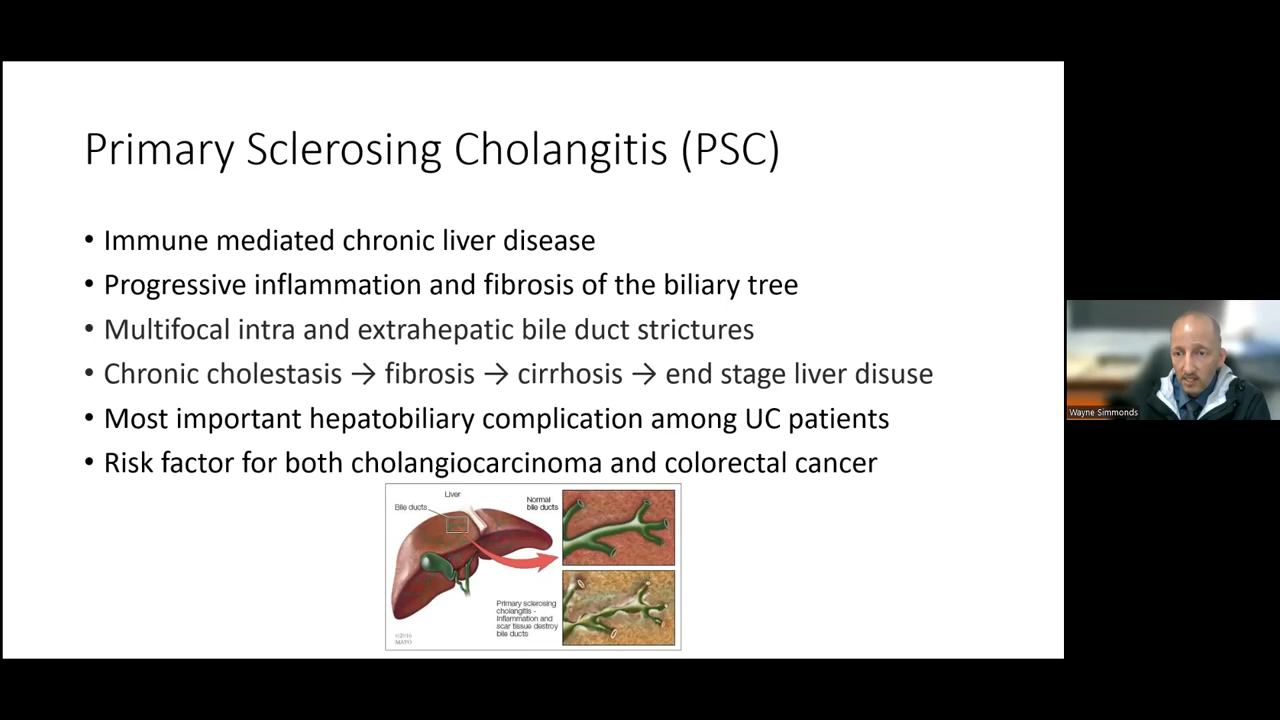 Primary Sclerosing Cholangitis (PSC)
• Immune mediated chronic liver disease
• Progressive inflammation and fibrosis of the biliary tree
• Multifocal intra and extrahepatic bile duct strictures
• Chronic cholestasis → fibrosis → cirrhosis → end stage liver disuse
• Most important hepatobiliary complication among UC patients
• Risk factor for both cholangiocarcinoma and colorectal cancer
Liver
Bile ducts
Normal
bile ducts
Primary sclerosing
cholangitis -
Inflammation and
scar tissue destroy
bile ducts
©2016
MAYO
Wayne Simmonds